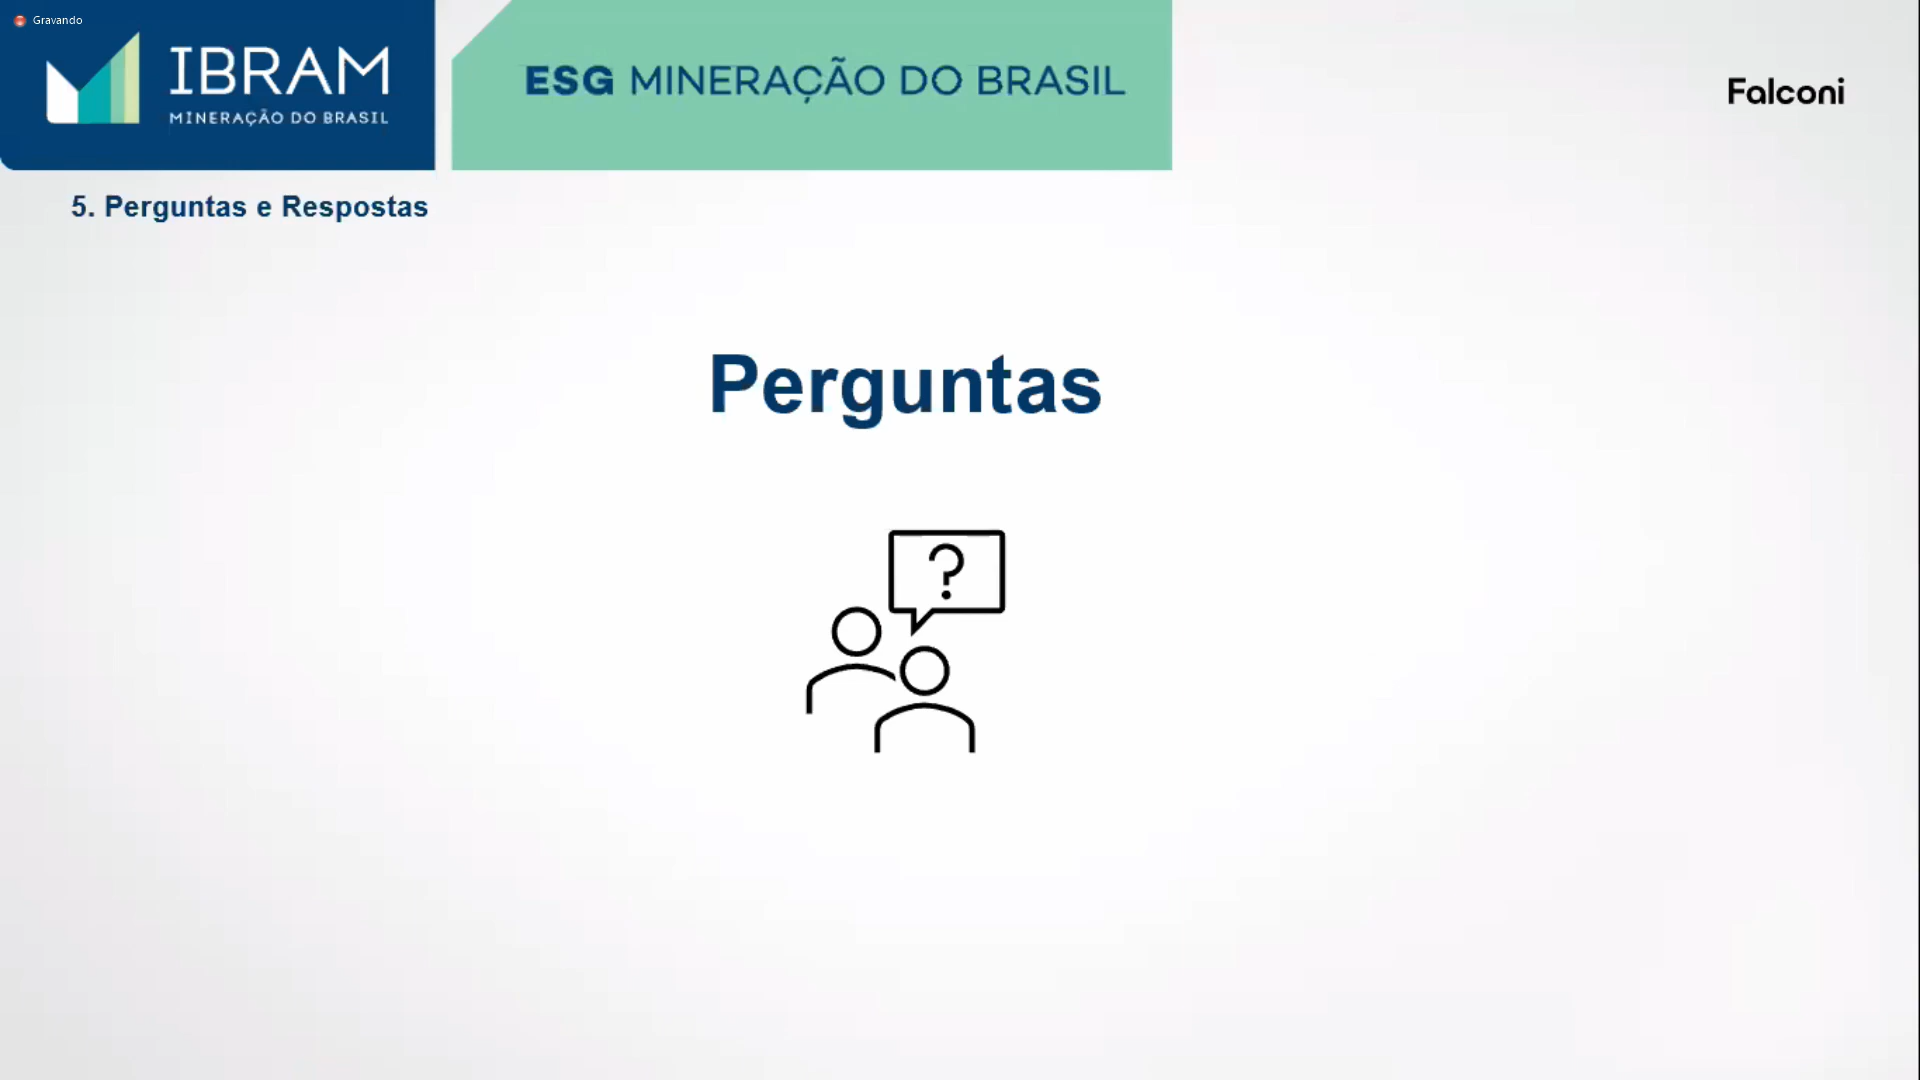 Gravando
IBRAM
MINERAÇÃO DO BRASIL
ESG MINERAÇÃO DO BRASIL
Falconi
5. Perguntas e Respostas
Perguntas
?